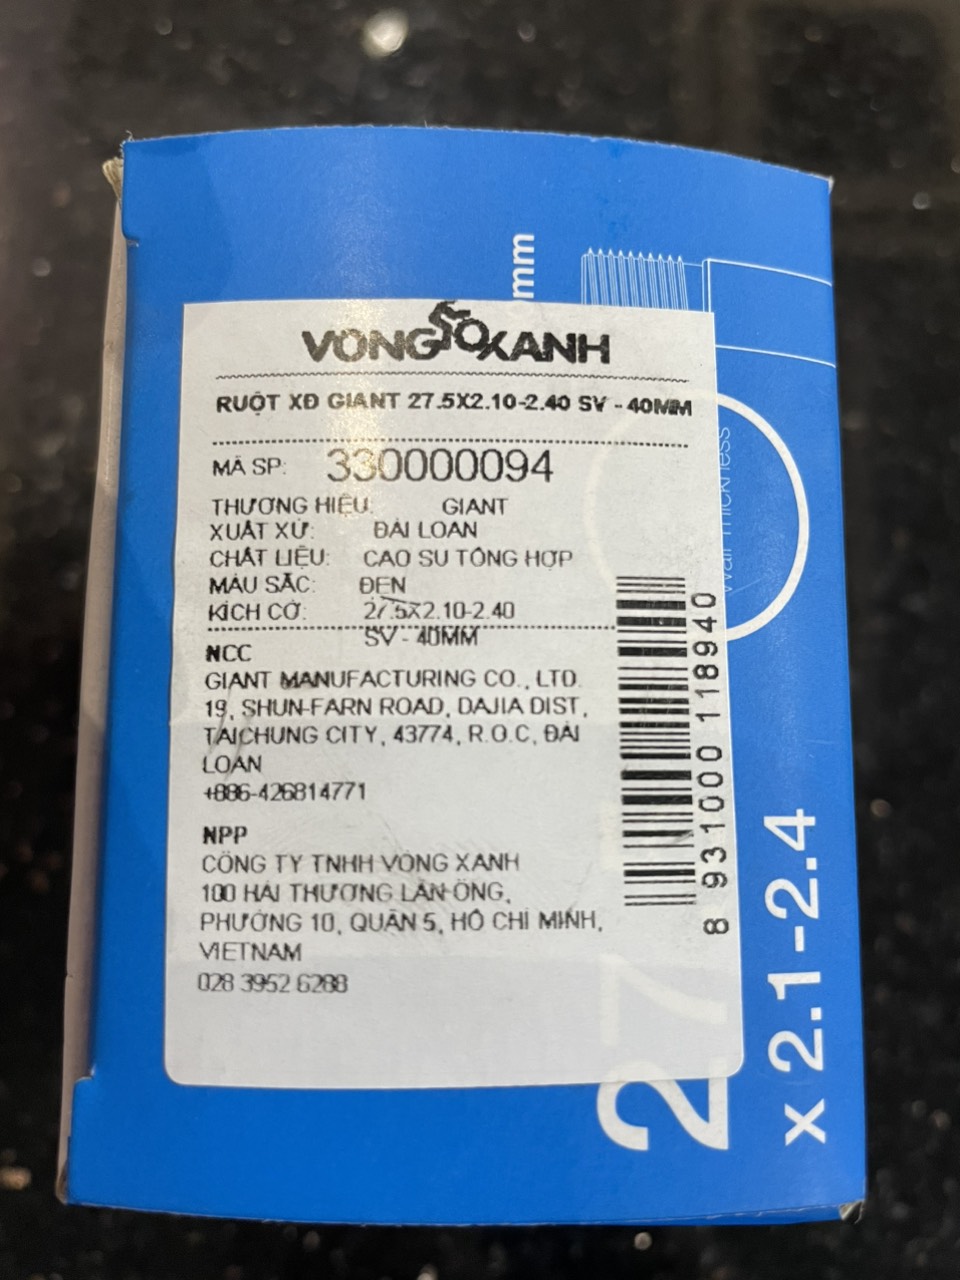 VÒNG XANH
RUỘT XĐ GIANT 27.5X2.10-2.40 SV - 40MM
MÃ SP: 330000094
THƯƠNG HIỆU: GIANT
XUẤT XỨ: ĐÀI LOAN
CHẤT LIỆU: CAO SU TỔNG HỢP
MÀU SẮC: ĐEN
KÍCH CỠ: 27.5X2.10-2.40
SV - 40MM
NCC
GIANT MANUFACTURING CO., LTD.
19, SHUN-FARN ROAD, DAJIA DIST,
TAICHUNG CITY, 43774, R.O.C, ĐÀI
LOAN
+886-426814771
NPP
CÔNG TY TNHH VÒNG XANH
100 HẢI THƯỢNG LÃN ÔNG,
PHƯỜNG 10, QUẬN 5, HỒ CHÍ MINH,
VIETNAM
028 3952 6288
8 931000 118940
mm
Wall Thickness
27
x 2.1-2.4